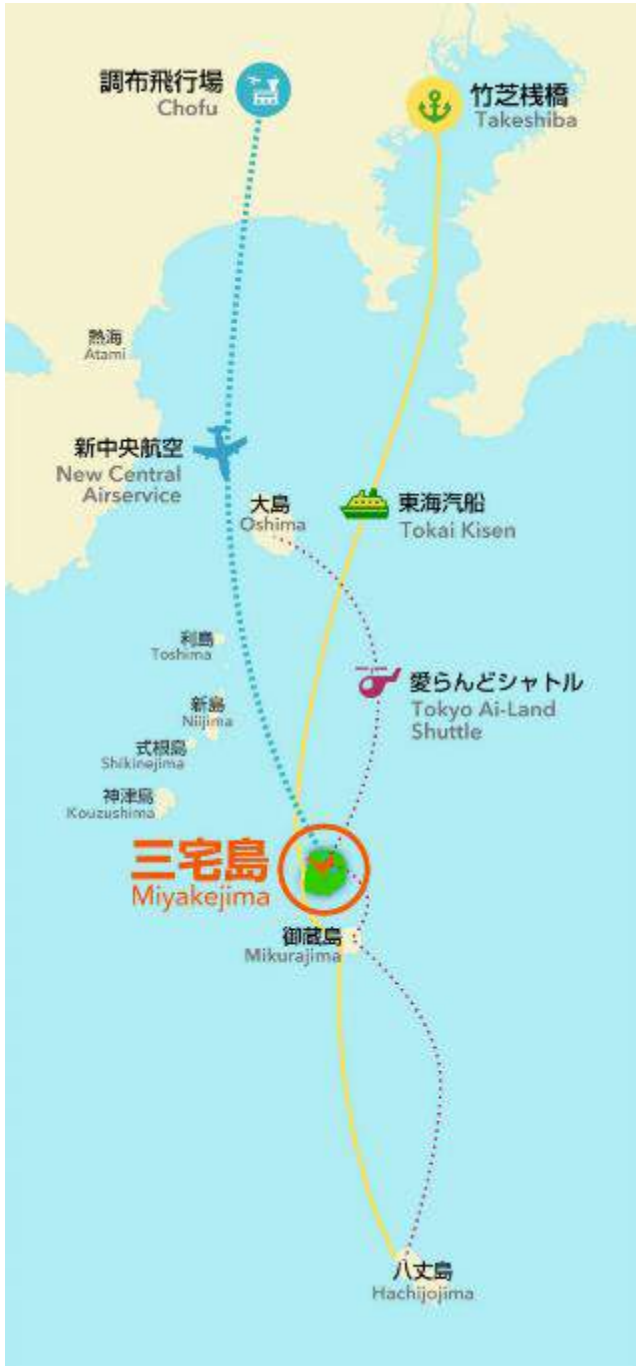 調布飛行場
Chofu
竹芝桟橋
Takeshiba
熱海
Atami
新中央航空
New Central
Airservice
大島
Oshima
東海汽船
Tokai Kisen
利島
Toshima
愛らんどシャトル
Tokyo Ai-Land
Shuttle
新島
Niijima
式根島
Shikinejima
神津島
Kouzushima
三宅島
Miyakejima
御蔵島
Mikurajima
八丈島
Hachijojima